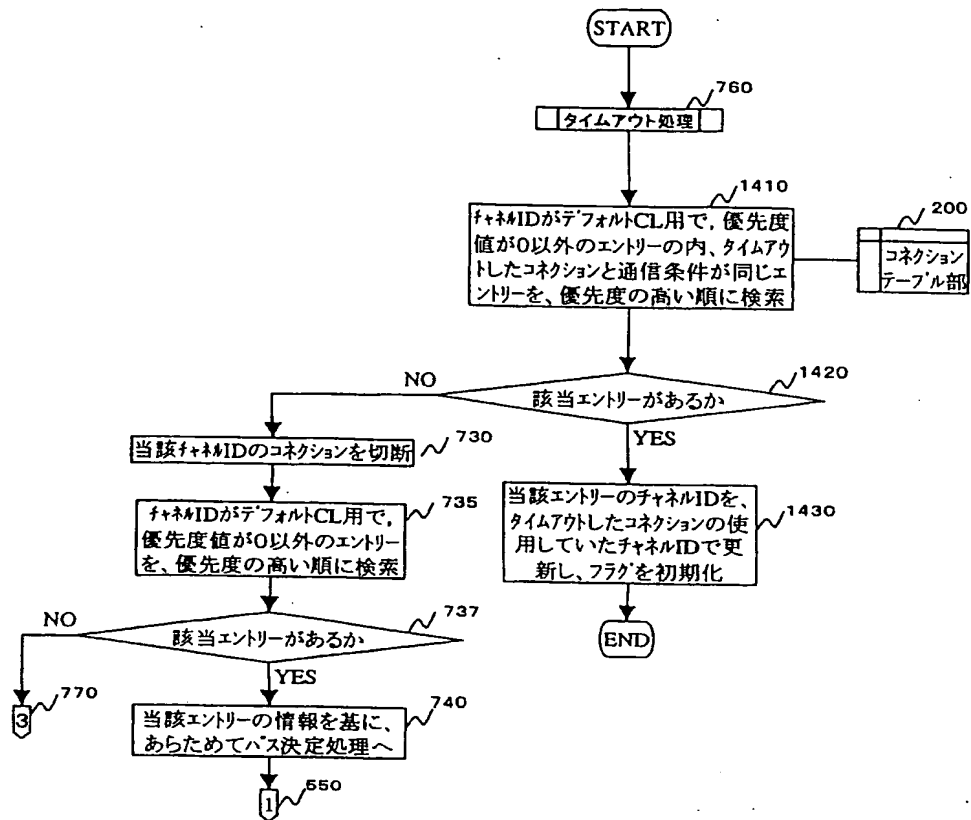 START
760
タイムアウト処理
1410
ﾁｬﾈﾙIDがデフォルトCL用で，優先度
値が0以外のエントリーの内、タイムアウ
トしたコネクションと通信条件が同じエ
ントリーを、優先度の高い順に検索
200
コネクション
テーブル部
1420
NO
該当エントリーがあるか
YES
当該ﾁｬﾈﾙIDのコネクションを切断
730
735
ﾁｬﾈﾙIDがデフォルトCL用で，
優先度値が0以外のエントリー
を、優先度の高い順に検索
当該エントリーのチャネルIDを、
タイムアウトしたコネクションの使
用していたチャネルIDで更
新し、フラグを初期化
1430
END
737
NO
該当エントリーがあるか
YES
770
3
740
当該エントリーの情報を基に、
あらためてパス決定処理へ
550
1